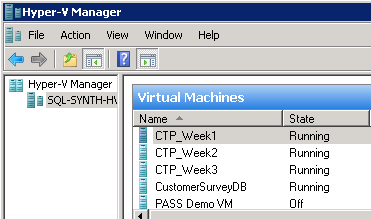 Hyper-V Manager
File Action View Window Help
Hyper-V Manager
SQL-SYNTH-HV
Virtual Machines
Name State
CTP_Week1 Running
CTP_Week2 Running
CTP_Week3 Running
CustomerSurveyDB Running
PASS Demo VM Off